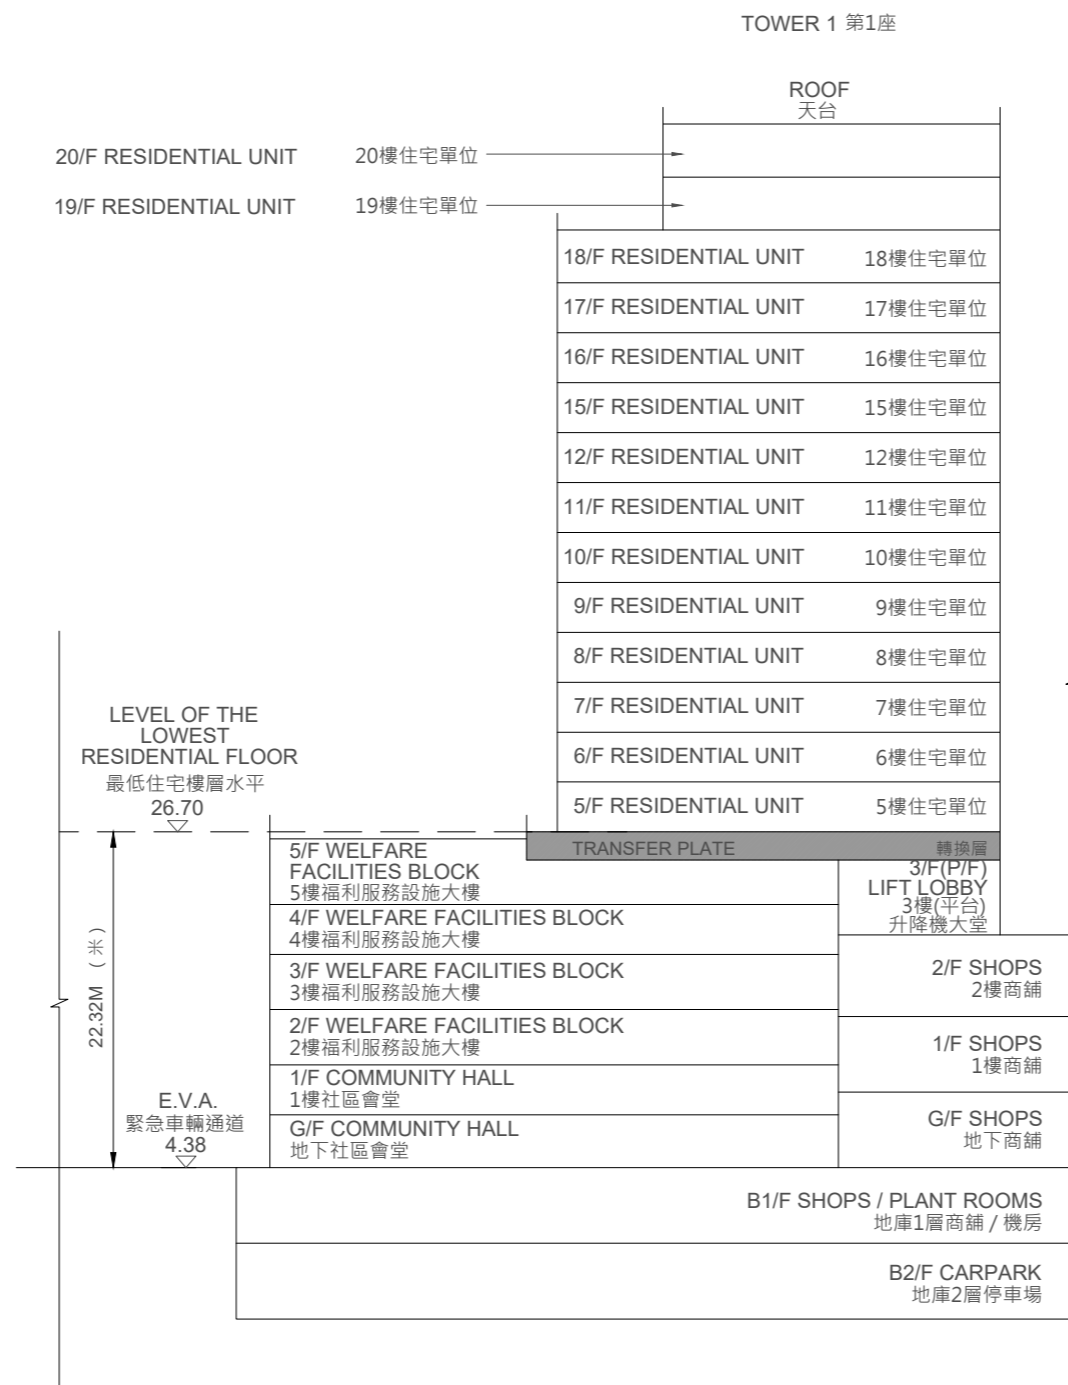 TOWER 1 第1座
ROOF
天台
20/F RESIDENTIAL UNIT 20樓住宅單位
19/F RESIDENTIAL UNIT 19樓住宅單位
18/F RESIDENTIAL UNIT 18樓住宅單位
17/F RESIDENTIAL UNIT 17樓住宅單位
16/F RESIDENTIAL UNIT 16樓住宅單位
15/F RESIDENTIAL UNIT 15樓住宅單位
12/F RESIDENTIAL UNIT 12樓住宅單位
11/F RESIDENTIAL UNIT 11樓住宅單位
10/F RESIDENTIAL UNIT 10樓住宅單位
9/F RESIDENTIAL UNIT 9樓住宅單位
8/F RESIDENTIAL UNIT 8樓住宅單位
7/F RESIDENTIAL UNIT 7樓住宅單位
6/F RESIDENTIAL UNIT 6樓住宅單位
5/F RESIDENTIAL UNIT 5樓住宅單位
LEVEL OF THE
LOWEST
RESIDENTIAL FLOOR
最低住宅樓層水平
26.70
TRANSFER PLATE 轉換層
5/F WELFARE
FACILITIES BLOCK
5樓福利服務設施大樓
3/F(P/F)
LIFT LOBBY
3樓(平台)
升降機大堂
4/F WELFARE FACILITIES BLOCK
4樓福利服務設施大樓
3/F WELFARE FACILITIES BLOCK
3樓福利服務設施大樓
2/F SHOPS
2樓商舖
2/F WELFARE FACILITIES BLOCK
2樓福利服務設施大樓
1/F SHOPS
1樓商舖
22.32M (米)
1/F COMMUNITY HALL
1樓社區會堂
E.V.A.
緊急車輛通道
4.38
G/F COMMUNITY HALL
地下社區會堂
G/F SHOPS
地下商舖
B1/F SHOPS / PLANT ROOMS
地庫1層商舖 / 機房
B2/F CARPARK
地庫2層停車場